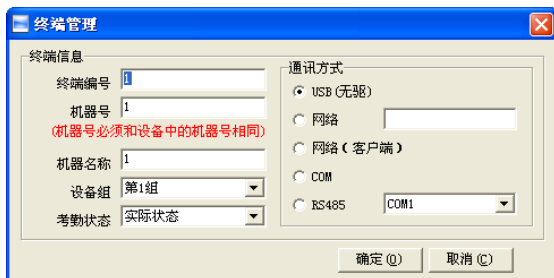 终端管理
终端信息
终端编号 1
机器号 1
(机器号必须和设备中的机器号相同)
机器名称 1
设备组 第1组
考勤状态 实际状态
通讯方式
USB(无驱)
网络
网络(客户端)
COM
RS485 COM1
确定(O) 取消(C)